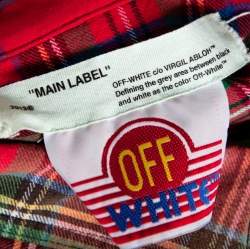 "MAIN LABEL"
OFF-WHITE c/o VIRGIL ABLOH™
Defining the grey area between black
and white as the color Off-White™
OFF
WHITE™